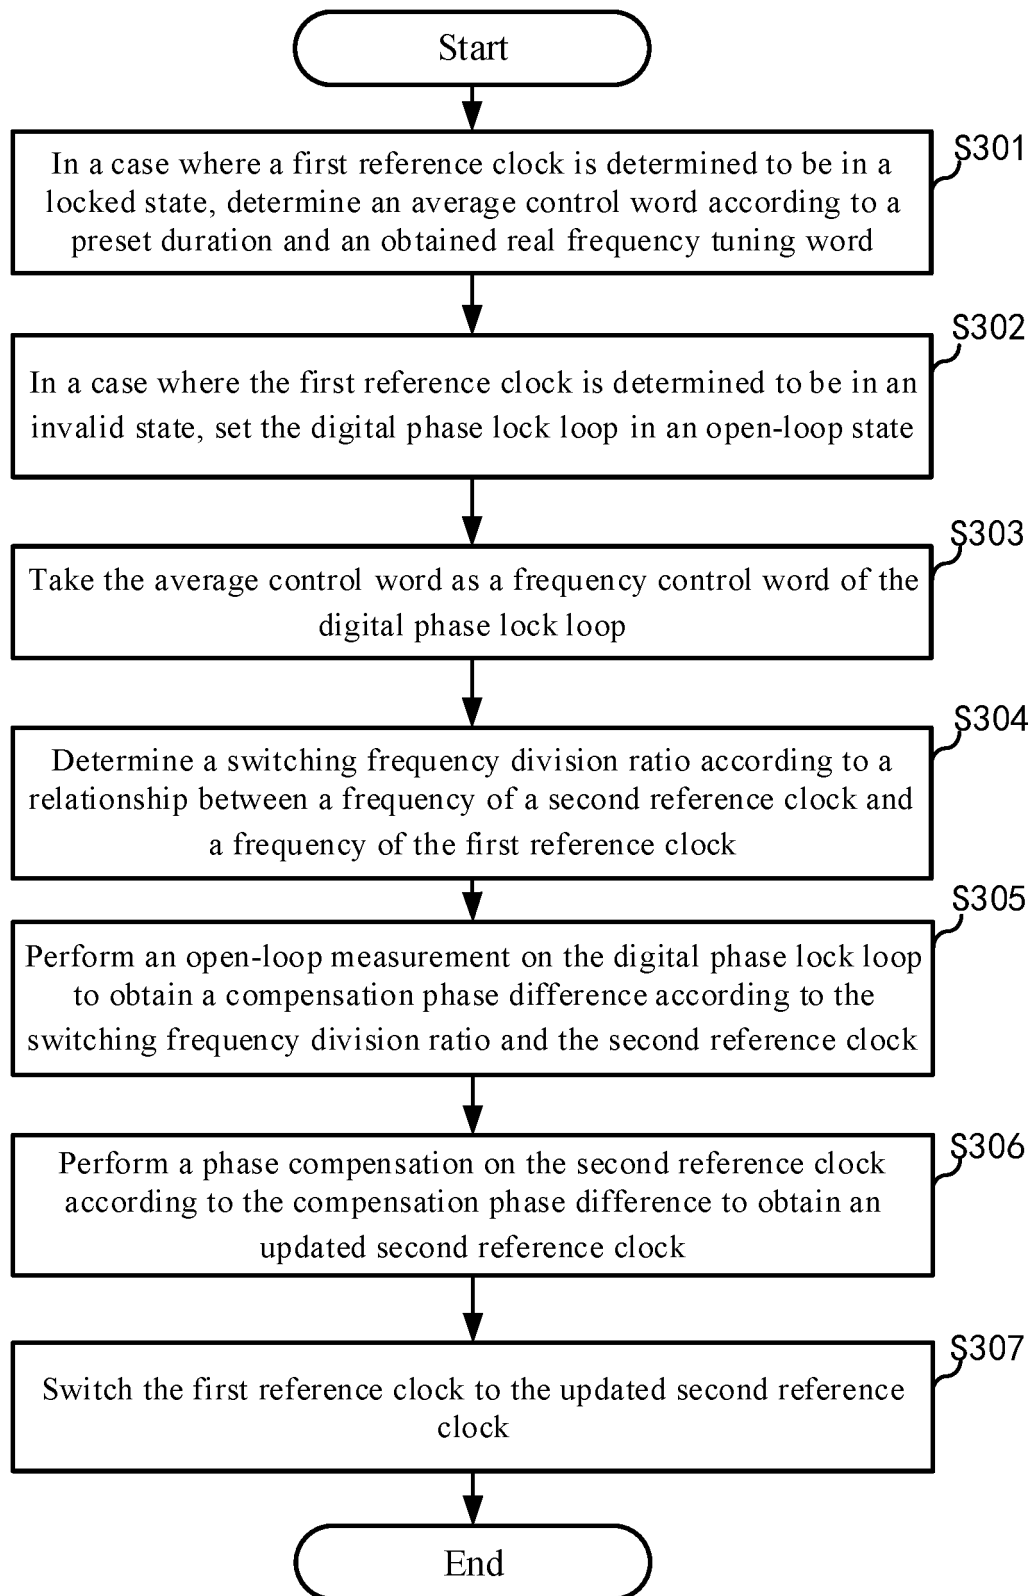 Start
S301
In a case where a first reference clock is determined to be in a
locked state, determine an average control word according to a
preset duration and an obtained real frequency tuning word
S302
In a case where the first reference clock is determined to be in an
invalid state, set the digital phase lock loop in an open-loop state
S303
Take the average control word as a frequency control word of the
digital phase lock loop
S304
Determine a switching frequency division ratio according to a
relationship between a frequency of a second reference clock and
a frequency of the first reference clock
S305
Perform an open-loop measurement on the digital phase lock loop
to obtain a compensation phase difference according to the
switching frequency division ratio and the second reference clock
S306
Perform a phase compensation on the second reference clock
according to the compensation phase difference to obtain an
updated second reference clock
S307
Switch the first reference clock to the updated second reference
clock
End